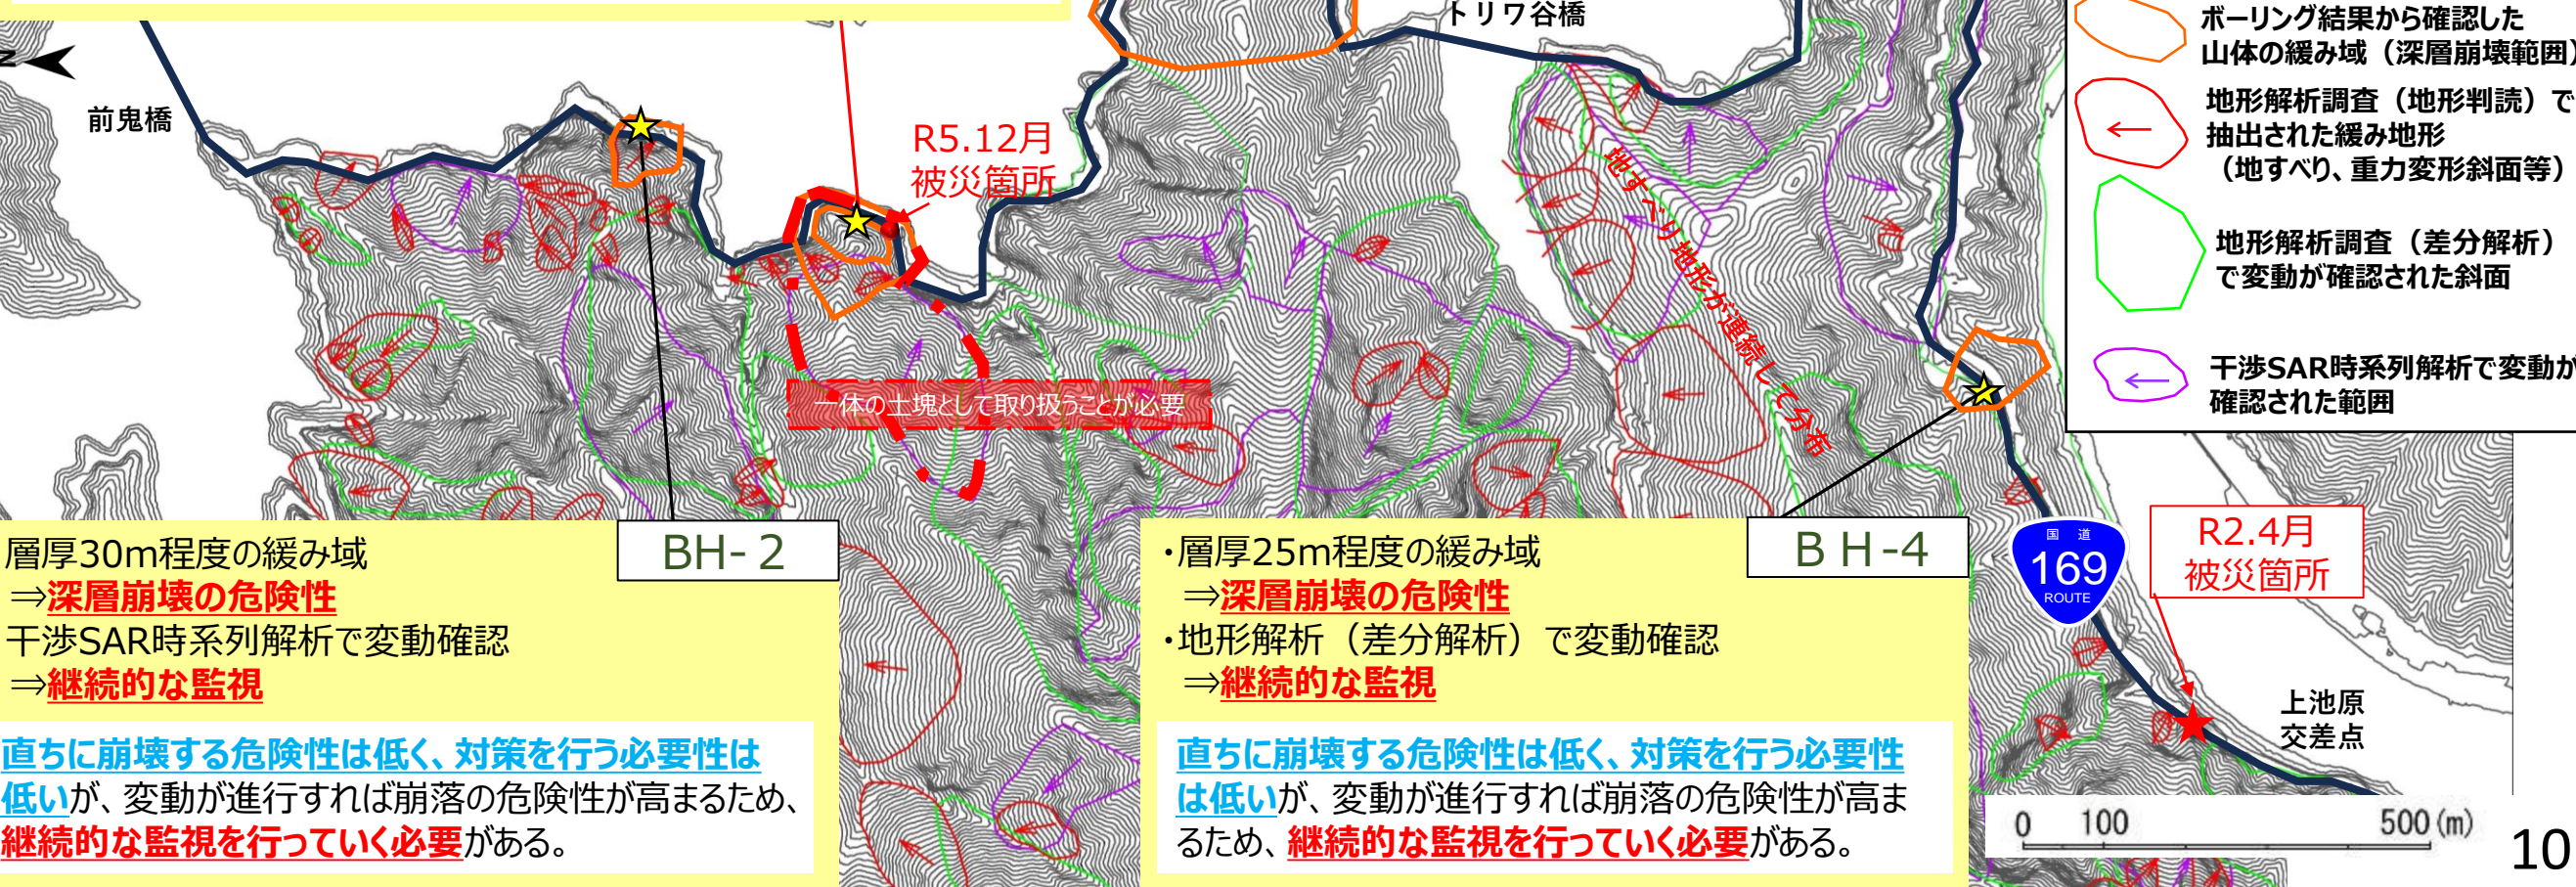 トリワ谷橋
ボーリング結果から確認した
山体の緩み域（深層崩壊範囲）
地形解析調査（地形判読）で
抽出された緩み地形
（地すべり、重力変形斜面等）
地形解析調査（差分解析）
で変動が確認された斜面
干渉SAR時系列解析で変動が
確認された範囲
N
前鬼橋
R5.12月
被災箇所
地すべり地形が連続して分布
一体の土塊として取り扱うことが必要
BH-2
層厚30m程度の緩み域
⇒深層崩壊の危険性
干渉SAR時系列解析で変動確認
⇒継続的な監視
直ちに崩壊する危険性は低く、対策を行う必要性は
低いが、変動が進行すれば崩落の危険性が高まるため、
継続的な監視を行っていく必要がある。
BH-4
・層厚25m程度の緩み域
⇒深層崩壊の危険性
・地形解析（差分解析）で変動確認
⇒継続的な監視
直ちに崩壊する危険性は低く、対策を行う必要性
は低いが、変動が進行すれば崩落の危険性が高ま
るため、継続的な監視を行っていく必要がある。
国道
169
ROUTE
R2.4月
被災箇所
上池原
交差点
0 100 500(m)
10